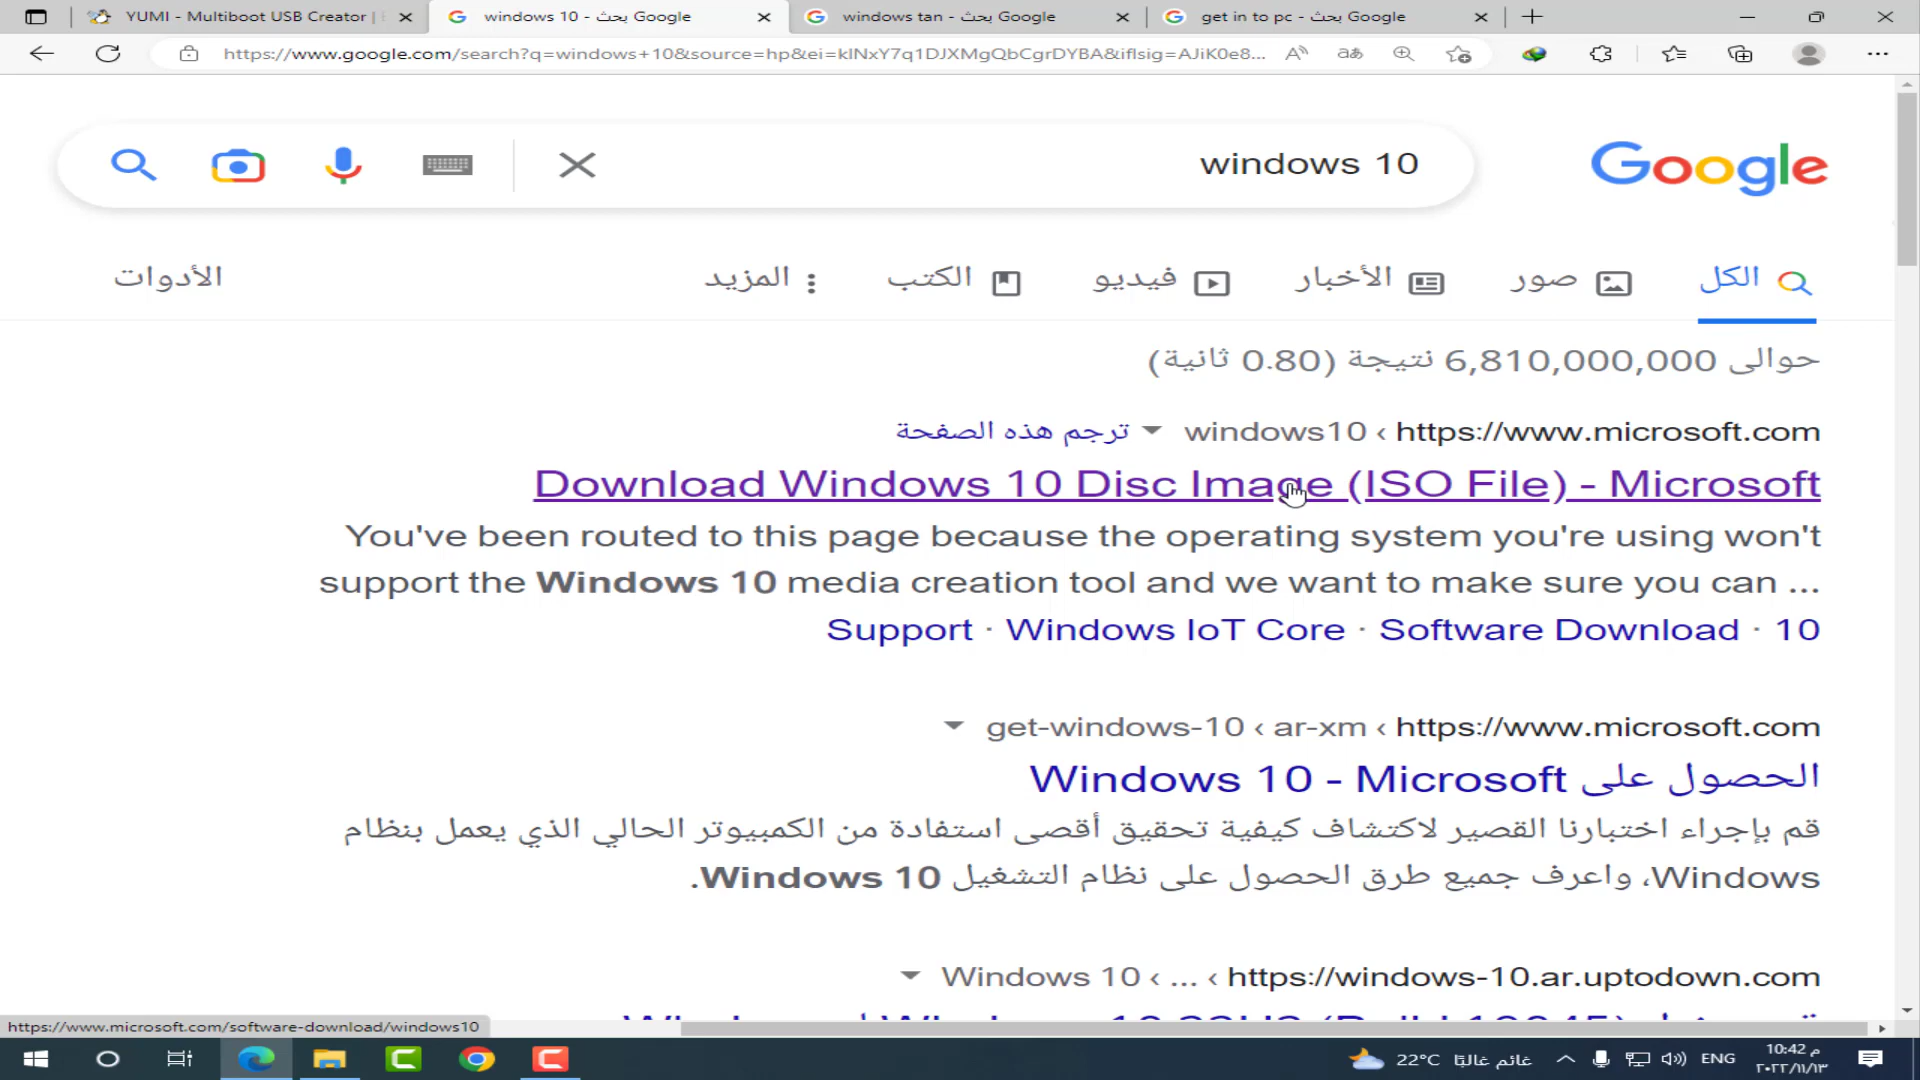 YUMI - Multiboot USB Creator |
windows 10 - بحث Google
windows tan - بحث Google
get in to pc - بحث Google
https://www.google.com/search?q=windows+10&source=hp&ei=kINxY7q1DJXMgQbCgrDYBA&iflsig=AJiK0e8...
windows 10
Google
الكل
صور
الأخبار
فيديو
الكتب
المزيد
الأدوات
حوالى 6,810,000,000 نتيجة (0.80 ثانية)
https://www.microsoft.com › windows10 ترجم هذه الصفحة
Download Windows 10 Disc Image (ISO File) - Microsoft
You've been routed to this page because the operating system you're using won't
support the Windows 10 media creation tool and we want to make sure you can ...
Support · Windows IoT Core · Software Download · 10
https://www.microsoft.com › ar-xm › get-windows-10
الحصول على Windows 10 - Microsoft
قم بإجراء اختبارنا القصير لاكتشاف كيفية تحقيق أقصى استفادة من الكمبيوتر الحالي الذي يعمل بنظام
Windows، واعرف جميع طرق الحصول على نظام التشغيل Windows 10.
https://windows-10.ar.uptodown.com › ... › Windows 10
https://www.microsoft.com/software-download/windows10
22°C غائم غالبًا
ENG
10:42 م
٢٠٢٢/١١/١٣